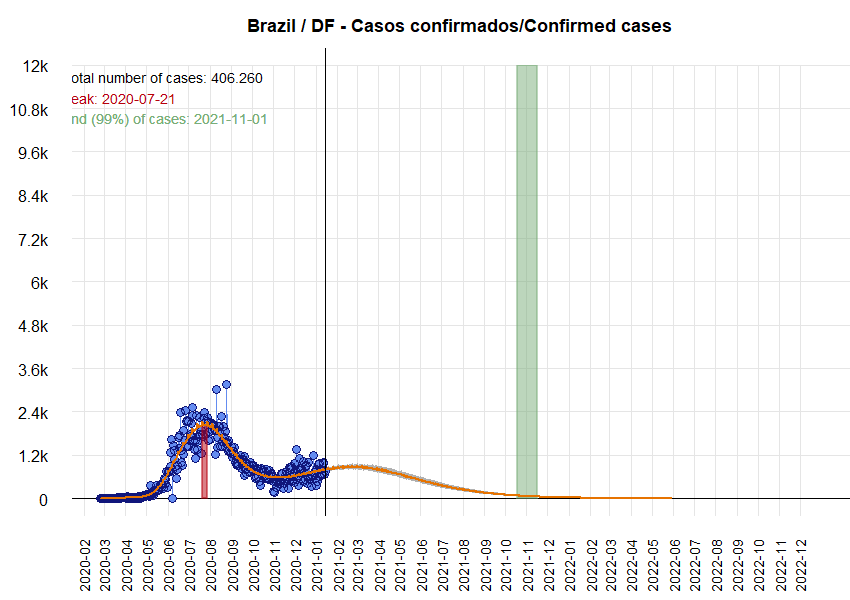 Brazil / DF - Casos confirmados/Confirmed cases
12k
otal number of cases: 406.260
eak: 2020-07-21
10.8k
nd (99%) of cases: 2021-11-01
9.6k
8.4k
7.2k
6k
4.8k
3.6k
2.4k
1.2k
0
2020-02
2020-03
2020-04
2020-05
2020-06
2020-07
2020-08
2020-09
2020-10
2020-11
2020-12
2021-01
2021-02
2021-03
2021-04
2021-05
2021-06
2021-07
2021-08
2021-09
2021-10
2021-11
2021-12
2022-01
2022-02
2022-03
2022-04
2022-05
2022-06
2022-07
2022-08
2022-09
2022-10
2022-11
2022-12